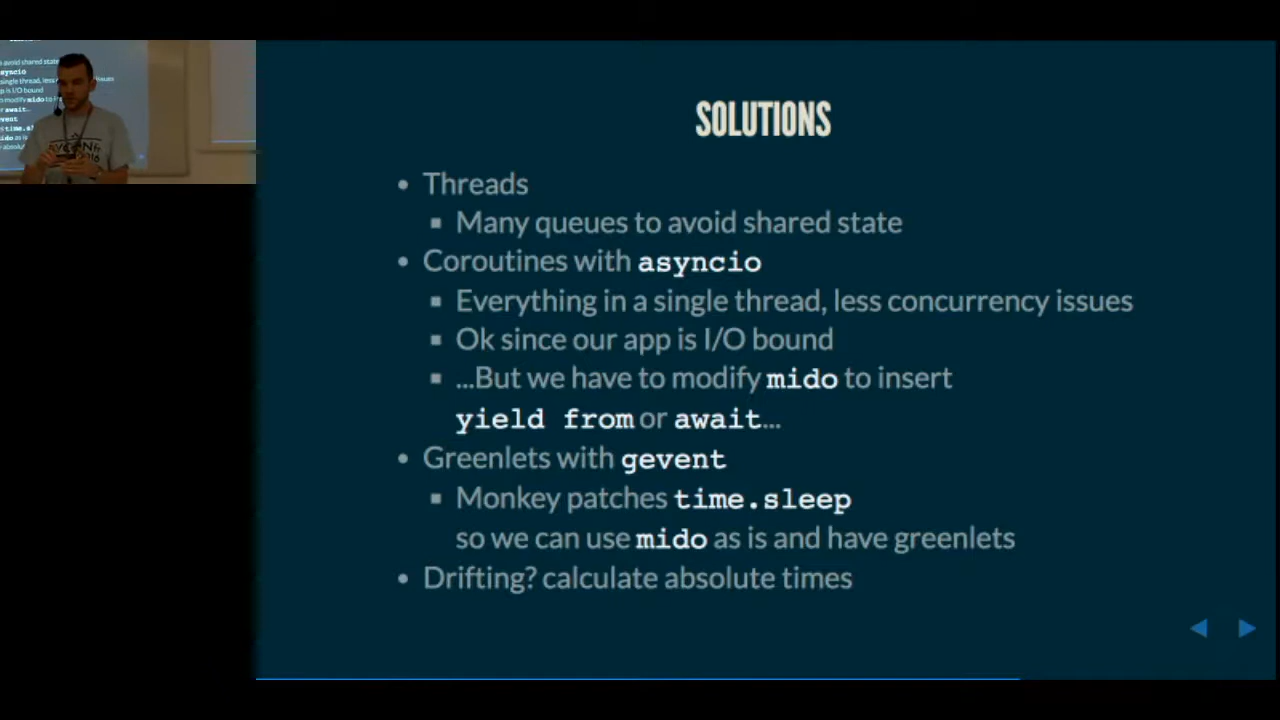 SOLUTIONS
Threads
Many queues to avoid shared state
Coroutines with asyncio
Everything in a single thread, less concurrency issues
Ok since our app is I/O bound
...But we have to modify mido to insert
yield from or await...
Greenlets with gevent
Monkey patches time.sleep
so we can use mido as is and have greenlets
Drifting? calculate absolute times